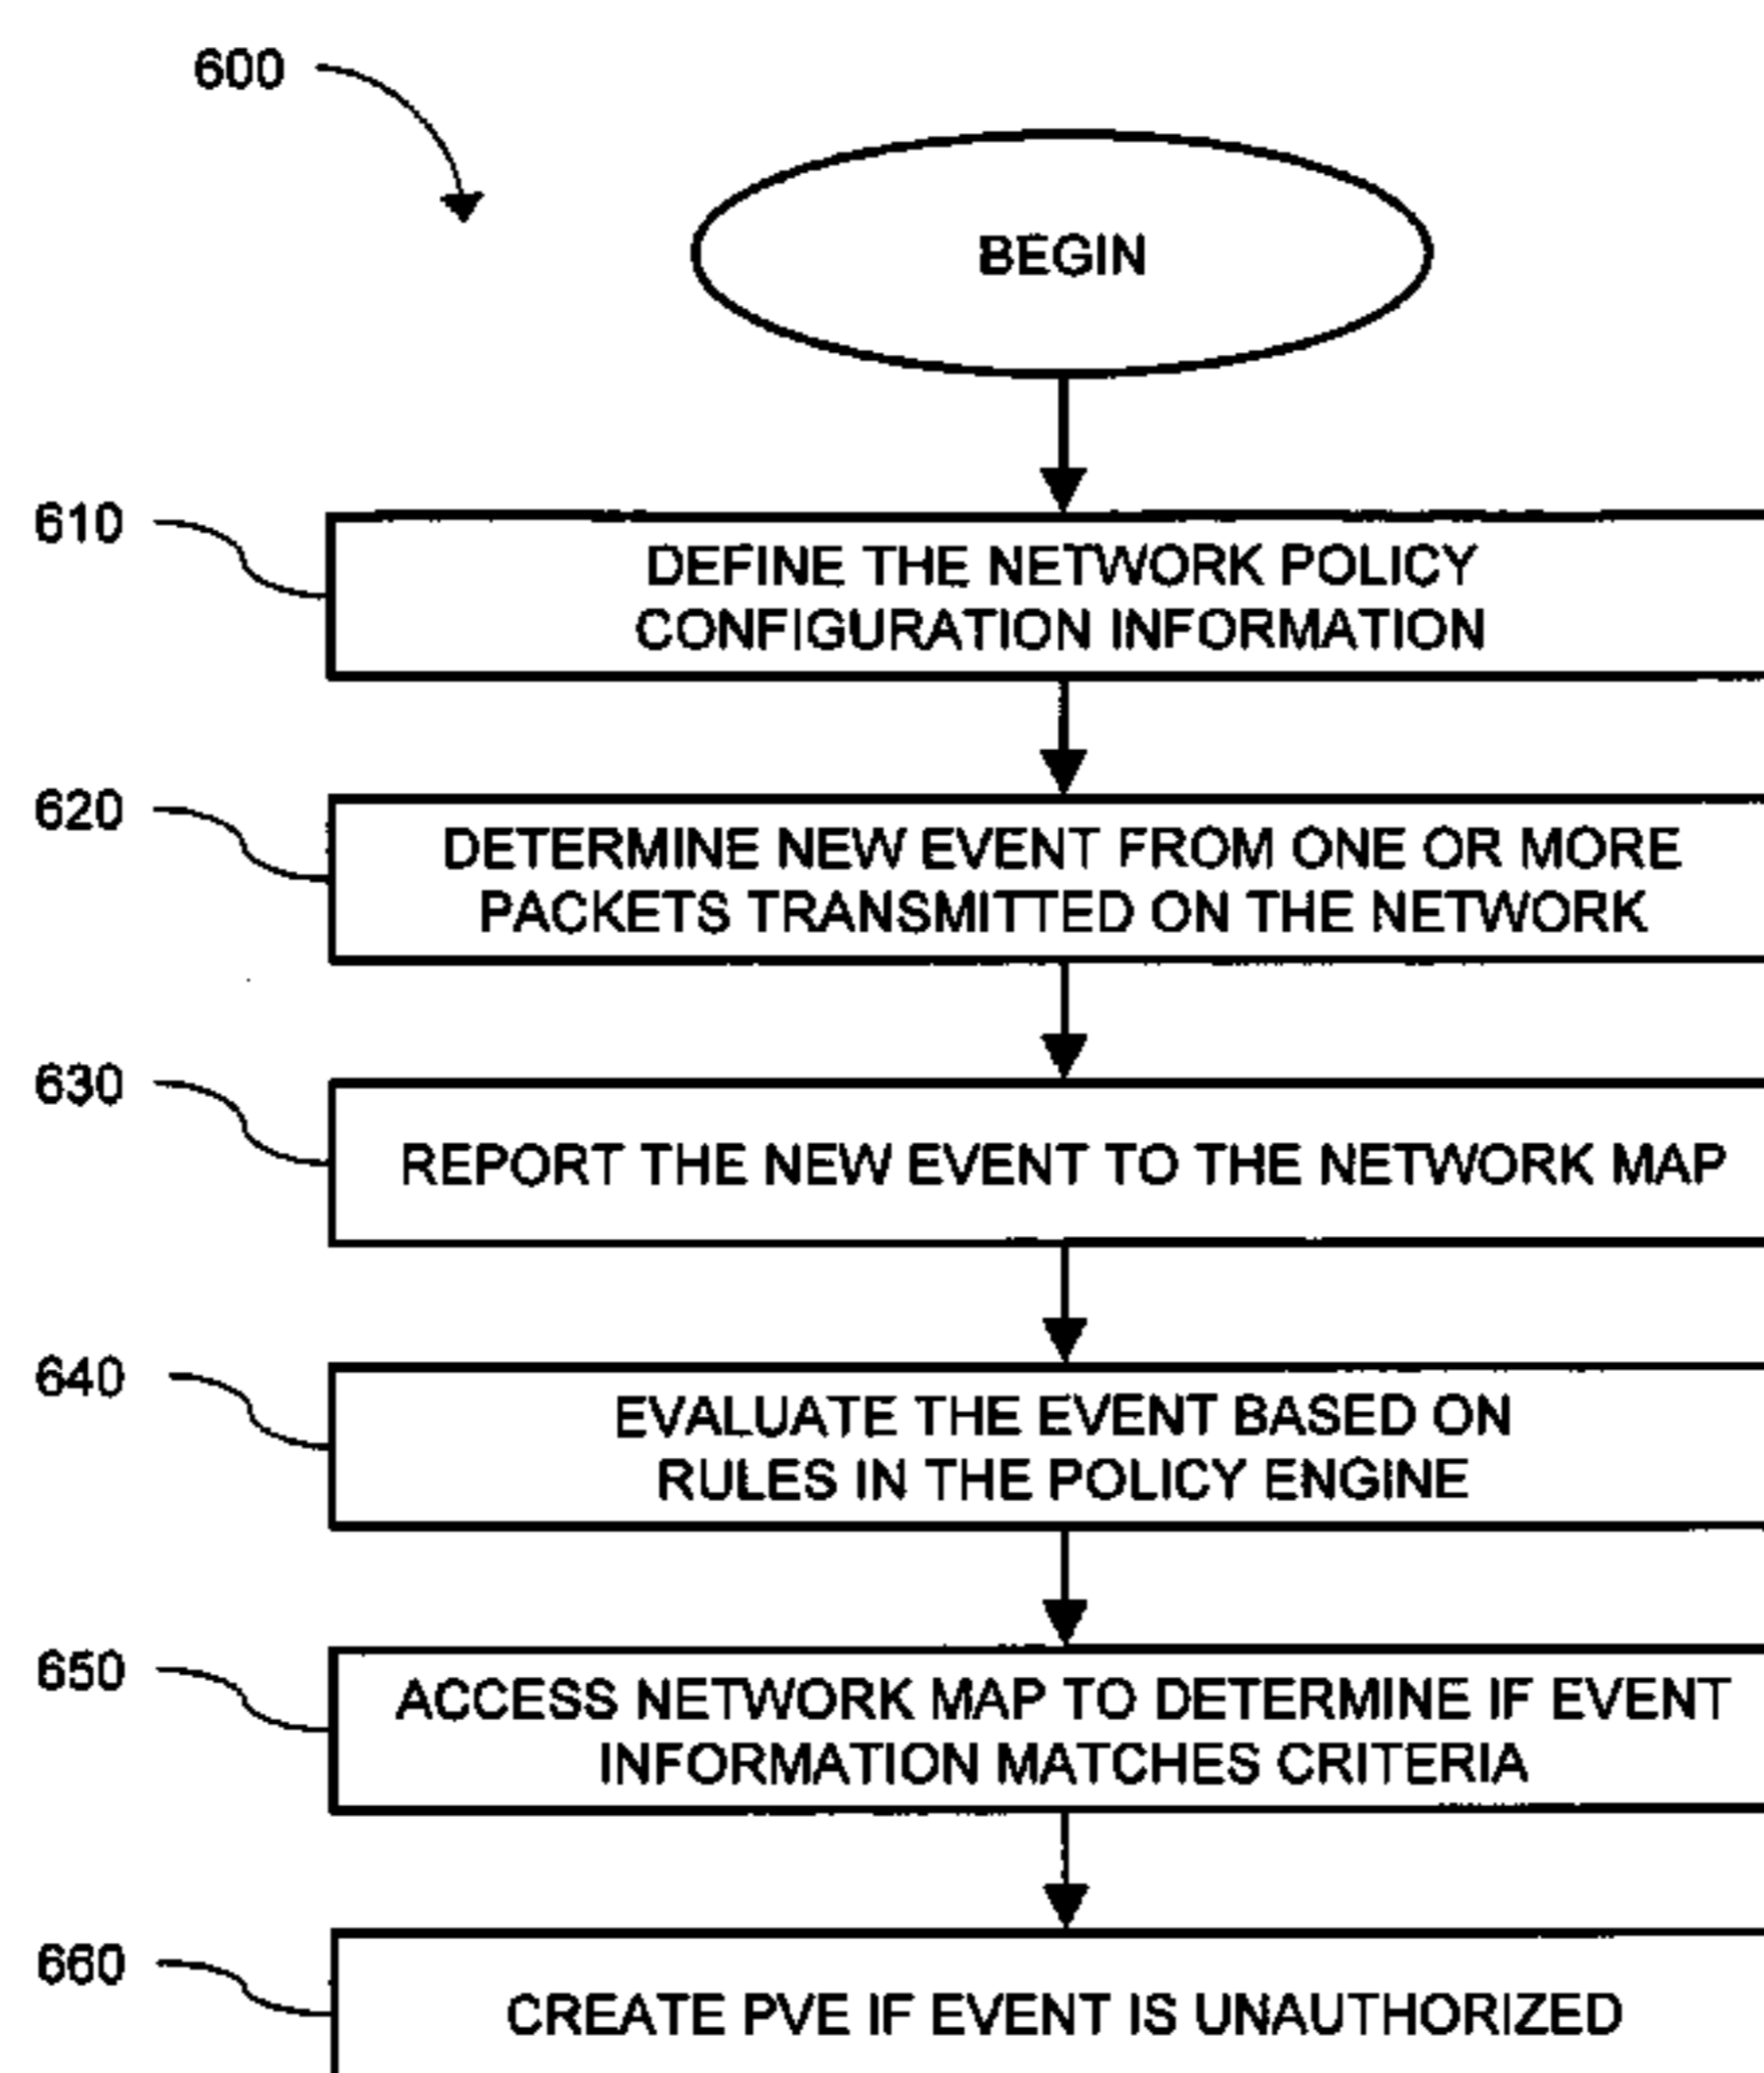 600
BEGIN
610
DEFINE THE NETWORK POLICY
CONFIGURATION INFORMATION
620
DETERMINE NEW EVENT FROM ONE OR MORE
PACKETS TRANSMITTED ON THE NETWORK
630
REPORT THE NEW EVENT TO THE NETWORK MAP
640
EVALUATE THE EVENT BASED ON
RULES IN THE POLICY ENGINE
650
ACCESS NETWORK MAP TO DETERMINE IF EVENT
INFORMATION MATCHES CRITERIA
660
CREATE PVE IF EVENT IS UNAUTHORIZED